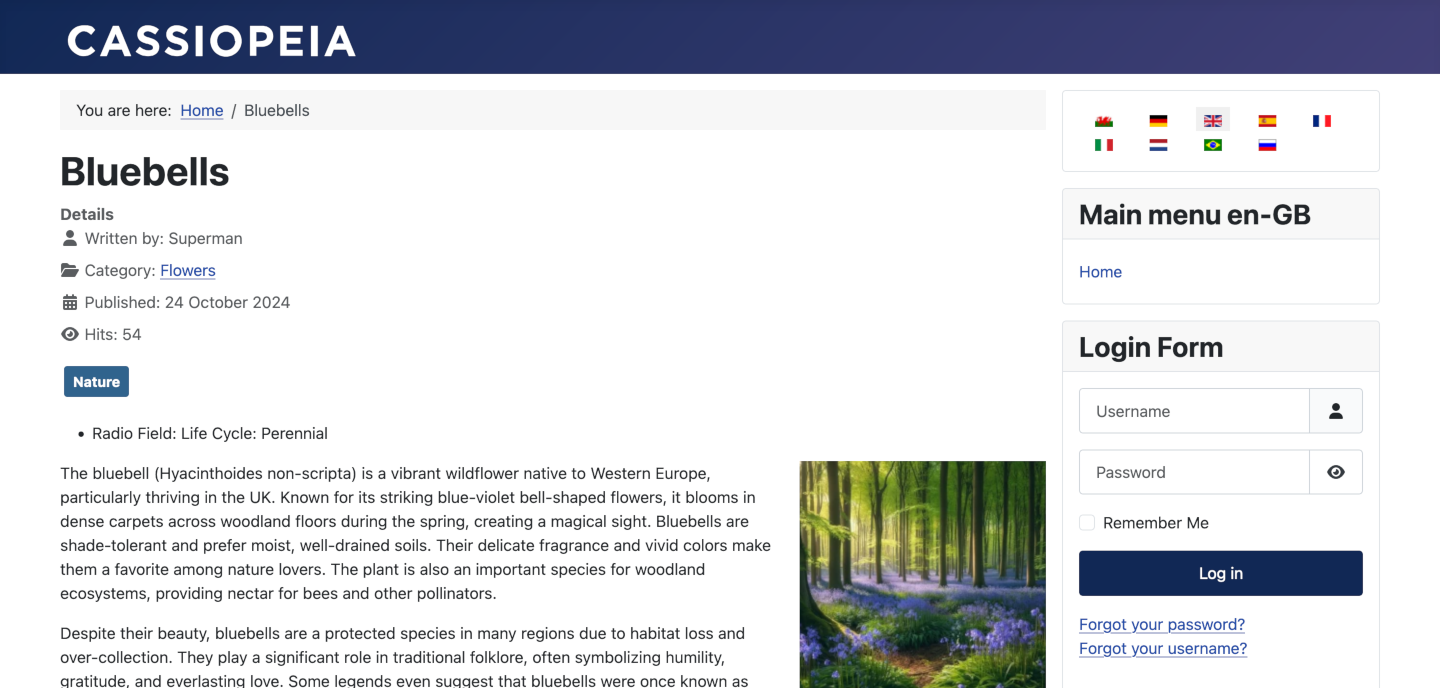 CASSIOPEIA
You are here: Home / Bluebells
Bluebells
Details
Written by: Superman
Category: Flowers
Published: 24 October 2024
Hits: 54
Nature
• Radio Field: Life Cycle: Perennial
The bluebell (Hyacinthoides non-scripta) is a vibrant wildflower native to Western Europe,
particularly thriving in the UK. Known for its striking blue-violet bell-shaped flowers, it blooms in
dense carpets across woodland floors during the spring, creating a magical sight. Bluebells are
shade-tolerant and prefer moist, well-drained soils. Their delicate fragrance and vivid colors make
them a favorite among nature lovers. The plant is also an important species for woodland
ecosystems, providing nectar for bees and other pollinators.
Despite their beauty, bluebells are a protected species in many regions due to habitat loss and
over-collection. They play a significant role in traditional folklore, often symbolizing humility,
gratitude, and everlasting love. Some legends even suggest that bluebells were once known as
Main menu en-GB
Home
Login Form
Username
Password
Remember Me
Log in
Forgot your password?
Forgot your username?